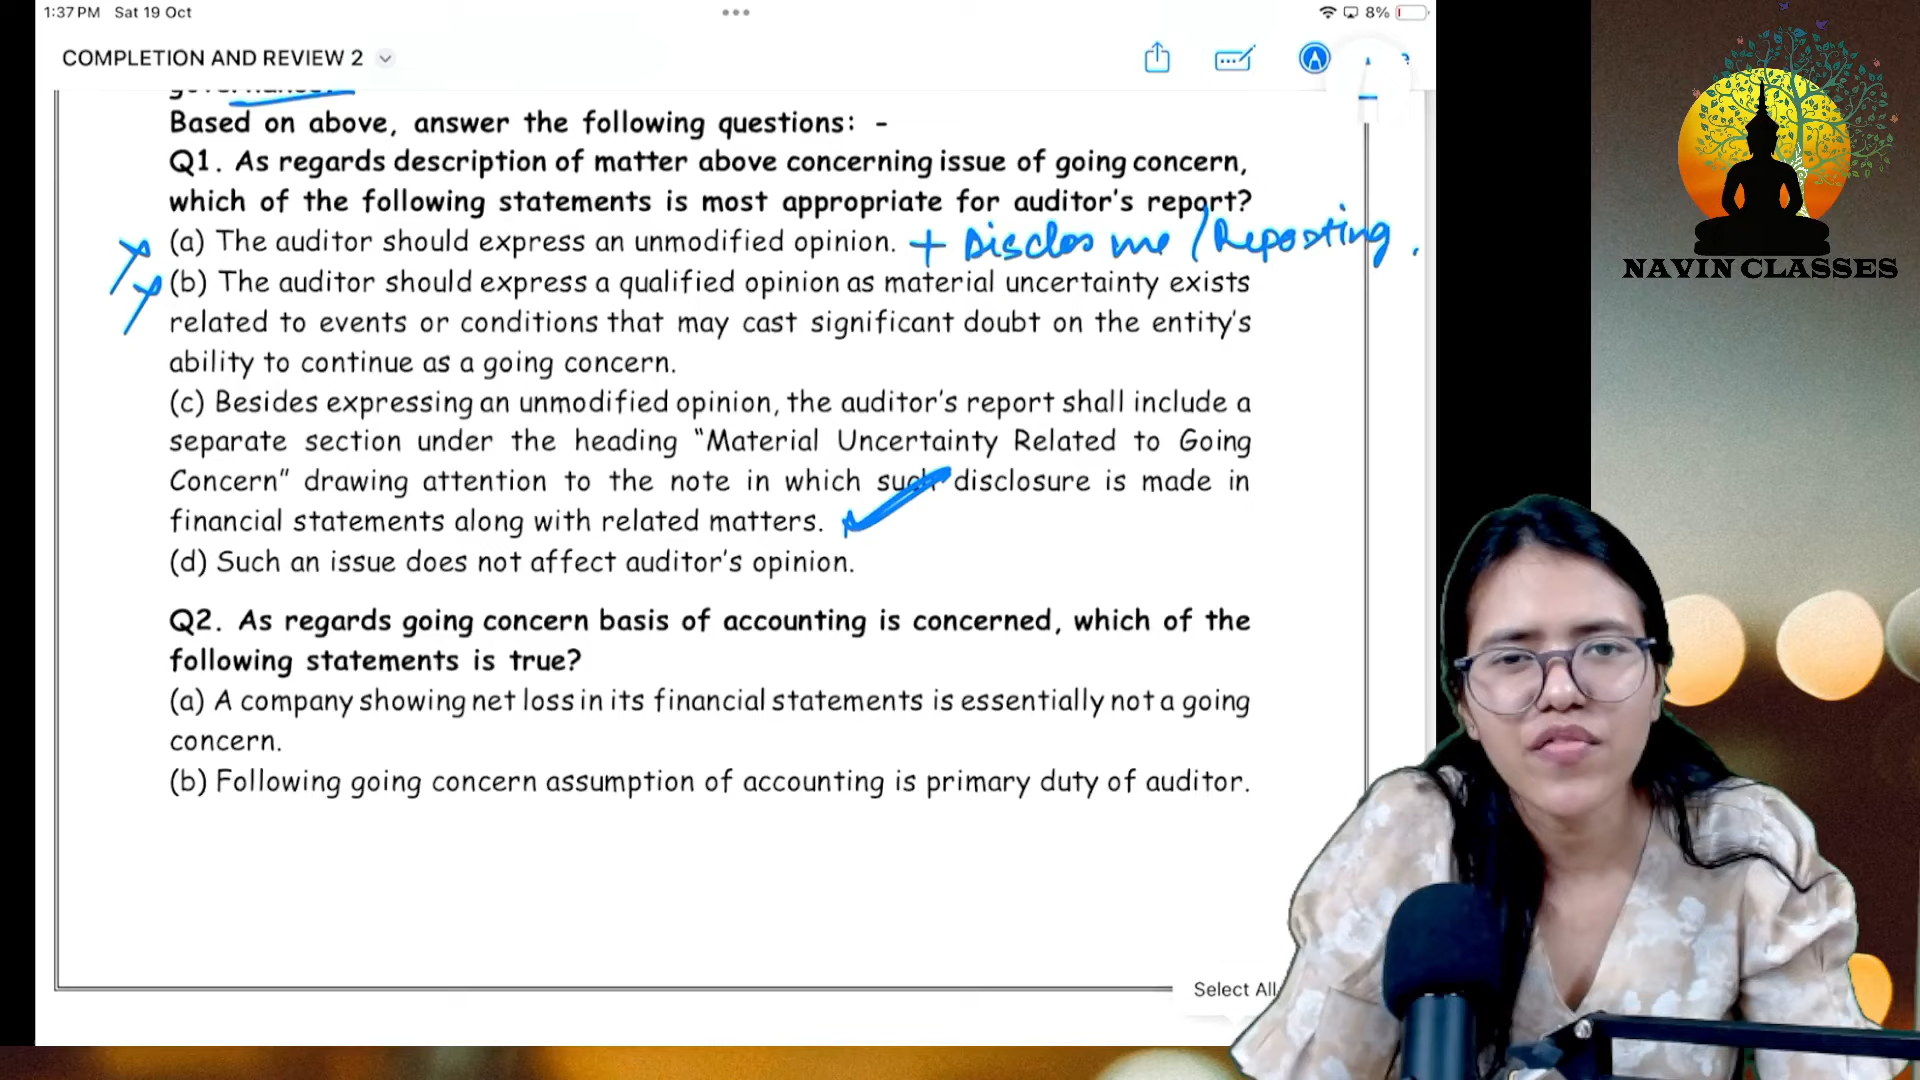 1:37 PM Sat 19 Oct
8%
COMPLETION AND REVIEW 2
Based on above, answer the following questions: -
Q1. As regards description of matter above concerning issue of going concern,
which of the following statements is most appropriate for auditor's report?
(a) The auditor should express an unmodified opinion. + Disclos me / Reposting.
(b) The auditor should express a qualified opinion as material uncertainty exists
related to events or conditions that may cast significant doubt on the entity's
ability to continue as a going concern.
(c) Besides expressing an unmodified opinion, the auditor's report shall include a
separate section under the heading "Material Uncertainty Related to Going
Concern" drawing attention to the note in which such disclosure is made in
financial statements along with related matters.
(d) Such an issue does not affect auditor's opinion.
Q2. As regards going concern basis of accounting is concerned, which of the
following statements is true?
(a) A company showing net loss in its financial statements is essentially not a going
concern.
(b) Following going concern assumption of accounting is primary duty of auditor.
Select All
NAVIN CLASSES